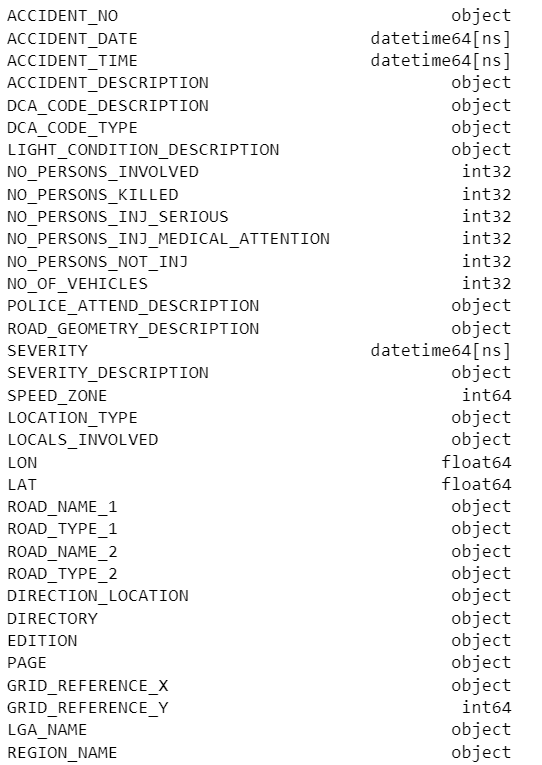 ACCIDENT_NO object
ACCIDENT_DATE datetime64[ns]
ACCIDENT_TIME datetime64[ns]
ACCIDENT_DESCRIPTION object
DCA_CODE_DESCRIPTION object
DCA_CODE_TYPE object
LIGHT_CONDITION_DESCRIPTION object
NO_PERSONS_INVOLVED int32
NO_PERSONS_KILLED int32
NO_PERSONS_INJ_SERIOUS int32
NO_PERSONS_INJ_MEDICAL_ATTENTION int32
NO_PERSONS_NOT_INJ int32
NO_OF_VEHICLES int32
POLICE_ATTEND_DESCRIPTION object
ROAD_GEOMETRY_DESCRIPTION object
SEVERITY datetime64[ns]
SEVERITY_DESCRIPTION object
SPEED_ZONE int64
LOCATION_TYPE object
LOCALS_INVOLVED object
LON float64
LAT float64
ROAD_NAME_1 object
ROAD_TYPE_1 object
ROAD_NAME_2 object
ROAD_TYPE_2 object
DIRECTION_LOCATION object
DIRECTORY object
EDITION object
PAGE object
GRID_REFERENCE_X object
GRID_REFERENCE_Y int64
LGA_NAME object
REGION_NAME object